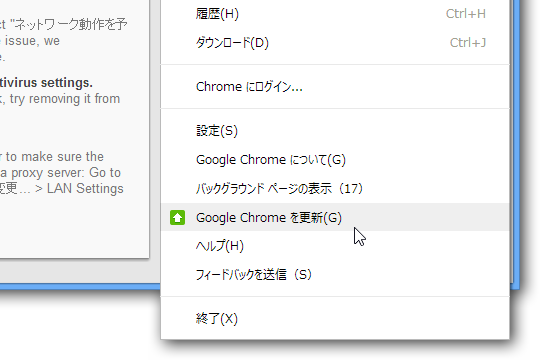 ct "ネットワーク動作を予
e issue, we
e.
tivirus settings.
k, try removing it from
r to make sure the
a proxy server: Go to
変更... > LAN Settings
履歴(H) Ctrl+H
ダウンロード(D) Ctrl+J
Chrome にログイン...
設定(S)
Google Chrome について(G)
バックグラウンド ページの表示（17）
Google Chrome を更新(G)
ヘルプ(H)
フィードバックを送信（S）
終了(X)